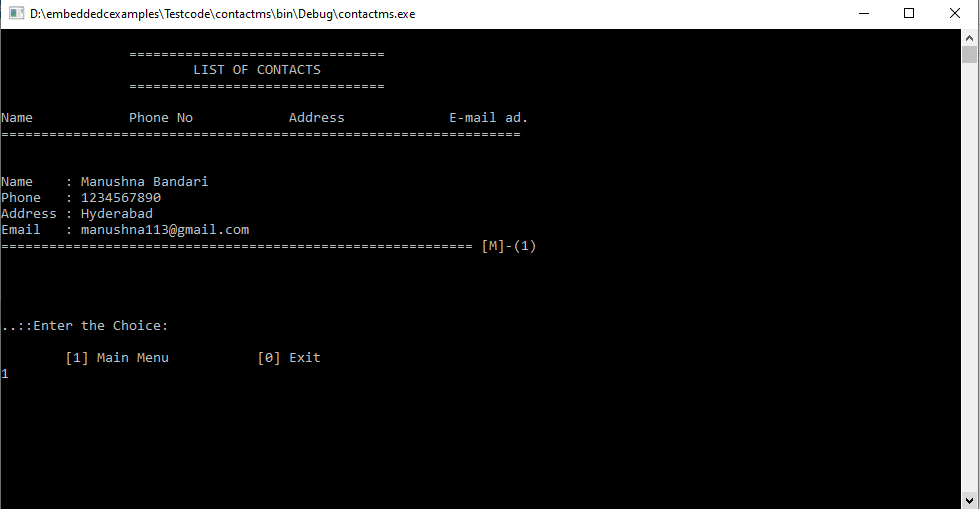 D:\embeddedcexamples\Testcode\contactms\bin\Debug\contactms.exe
================================
LIST OF CONTACTS
================================
Name            Phone No            Address             E-mail ad.
=================================================================
Name    : Manushna Bandari
Phone   : 1234567890
Address : Hyderabad
Email   : manushna113@gmail.com
=========================================================== [M]-(1)
..::Enter the Choice:
[1] Main Menu           [0] Exit
1